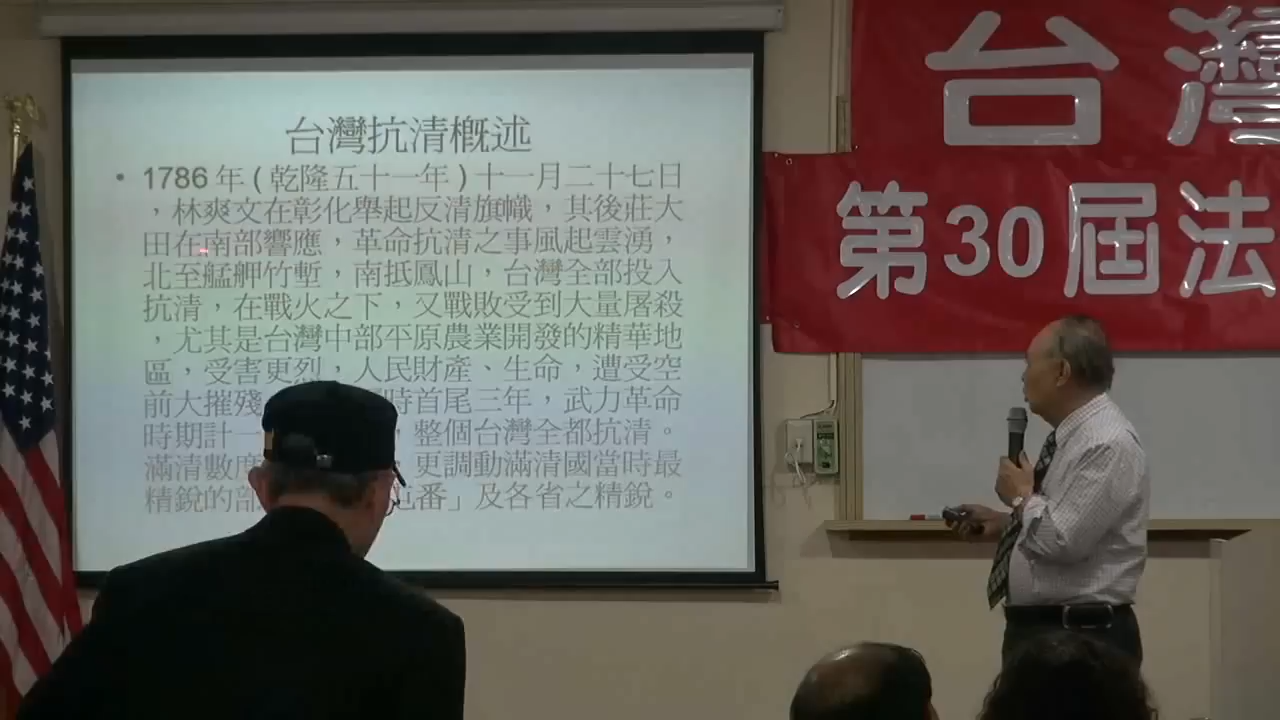 台灣抗清概述
• 1786 年 ( 乾隆五十一年 ) 十一月二十七日
，林爽文在彰化舉起反清旗幟，其後莊大
田在南部響應，革命抗清之事風起雲湧，
北至艋舺竹塹，南抵鳳山，台灣全部投入
抗清，在戰火之下，又戰敗受到大量屠殺
，尤其是台灣中部平原農業開發的精華地
區，受害更烈，人民財產、生命，遭受空
前大摧殘 時首尾三年，武力革命
時期計一 ，整個台灣全都抗清。
滿清數度 更調動滿清國當時最
精銳的部 番」及各省之精銳。
台灣
第30屆法